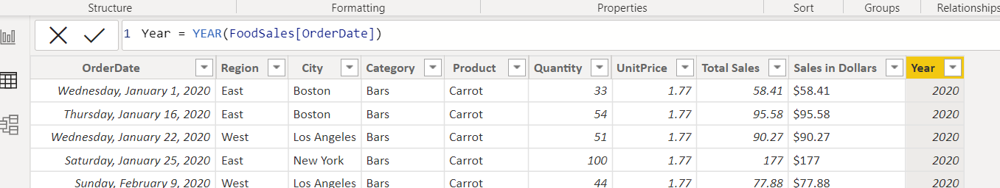 Structure Formatting Properties Sort Groups Relationships
1 Year = YEAR(FoodSales[OrderDate])
OrderDate Region City Category Product Quantity UnitPrice Total Sales Sales in Dollars Year
Wednesday, January 1, 2020 East Boston Bars Carrot 33 1.77 58.41 $58.41 2020
Thursday, January 16, 2020 East Boston Bars Carrot 54 1.77 95.58 $95.58 2020
Wednesday, January 22, 2020 West Los Angeles Bars Carrot 51 1.77 90.27 $90.27 2020
Saturday, January 25, 2020 East New York Bars Carrot 100 1.77 177 $177 2020
Sunday, February 9, 2020 West Los Angeles Bars Carrot 44 1.77 77.88 $77.88 2020